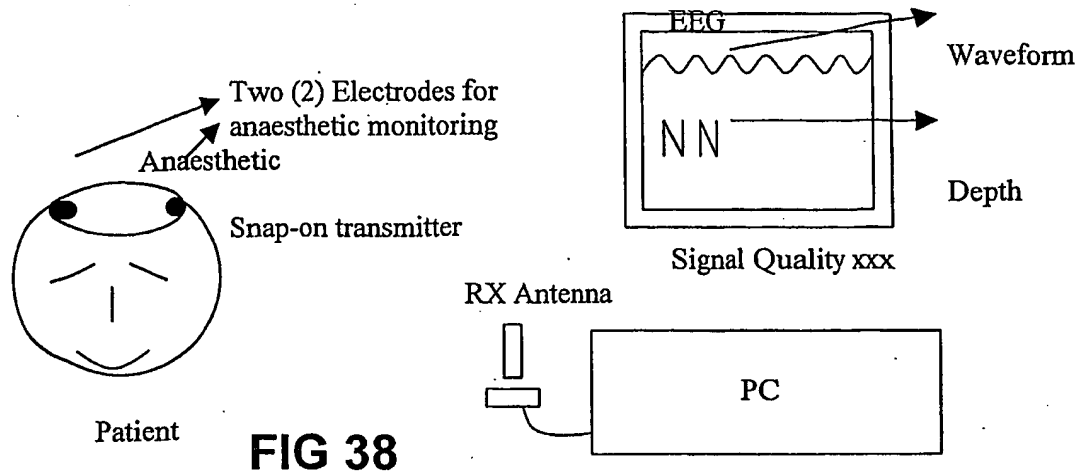 EEG
Waveform
Two (2) Electrodes for
anaesthetic monitoring
Anaesthetic
NN
Depth
Snap-on transmitter
Signal Quality xxx
RX Antenna
PC
Patient
FIG 38